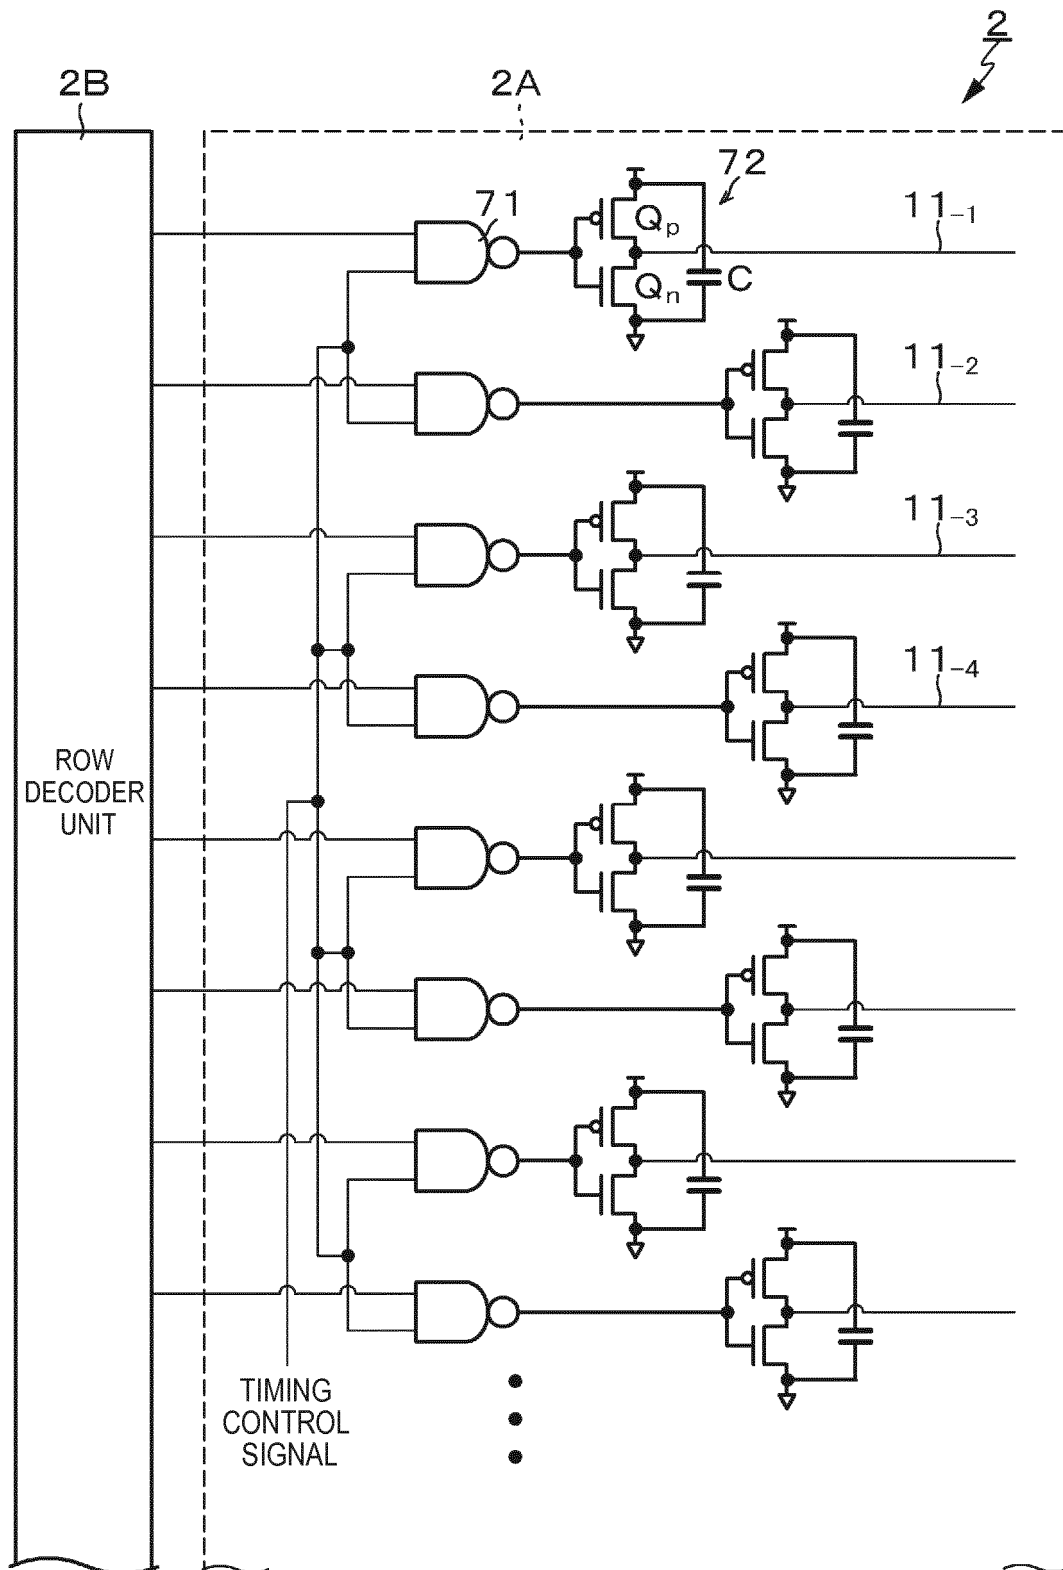 2
2B
2A
72
71
Qp
11-1
Qn
C
11-2
11-3
11-4
ROW
DECODER
UNIT
TIMING
CONTROL
SIGNAL